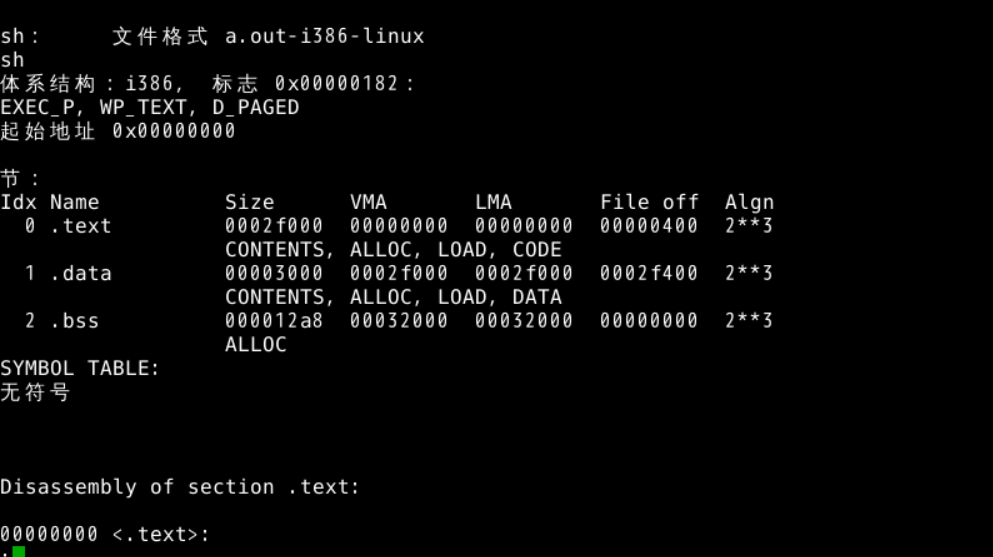 sh：     文件格式 a.out-i386-linux
sh
体系结构：i386， 标志 0x00000182：
EXEC_P, WP_TEXT, D_PAGED
起始地址 0x00000000
节：
Idx Name          Size      VMA       LMA       File off  Algn
  0 .text         0002f000  00000000  00000000  00000400  2**3
                  CONTENTS, ALLOC, LOAD, CODE
  1 .data         00003000  0002f000  0002f000  0002f400  2**3
                  CONTENTS, ALLOC, LOAD, DATA
  2 .bss          000012a8  00032000  00032000  00000000  2**3
                  ALLOC
SYMBOL TABLE:
无符号
Disassembly of section .text:
00000000 <.text>:
: